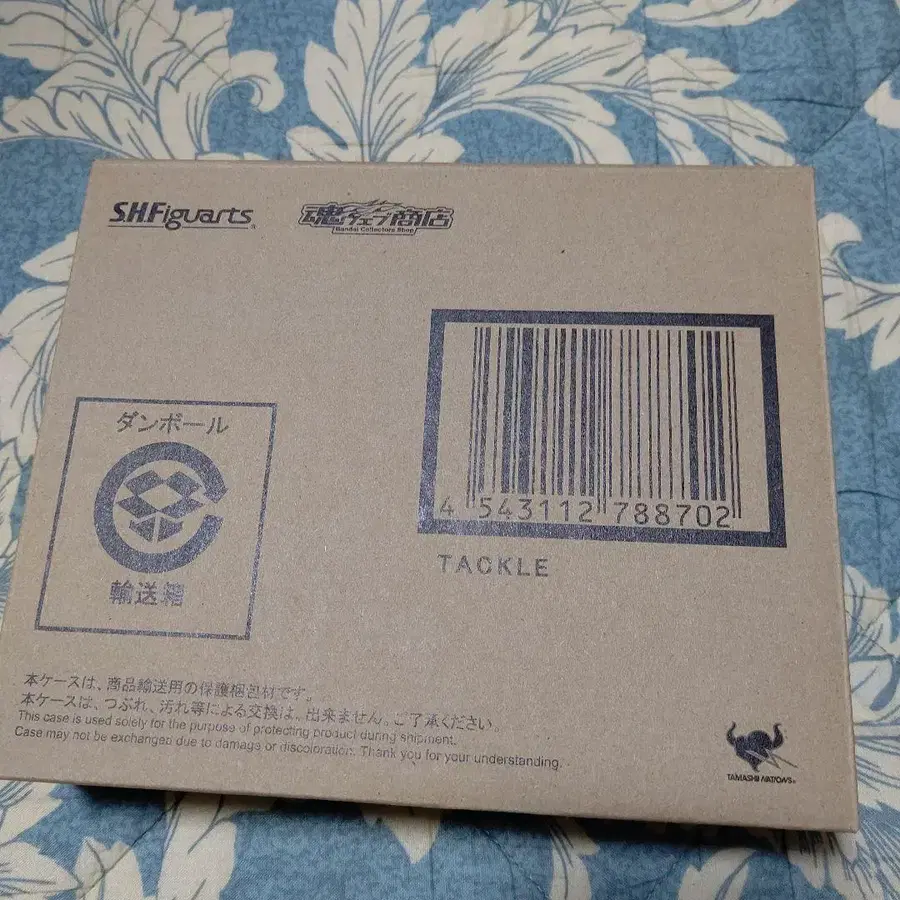 S.H.Figuarts
魂ウェブ商店
Bandai Collectors Shop
4 543112 788702
TACKLE
ダンボール
輸送箱
本ケースは、商品輸送用の保護梱包材です。
本ケースは、つぶれ、汚れ等による交換は、出来ません。ご了承ください。
This case is used solely for the purpose of protecting product during shipment.
Case may not be exchanged due to damage or discoloration. Thank you for your understanding.
TAMASHII NATIONS